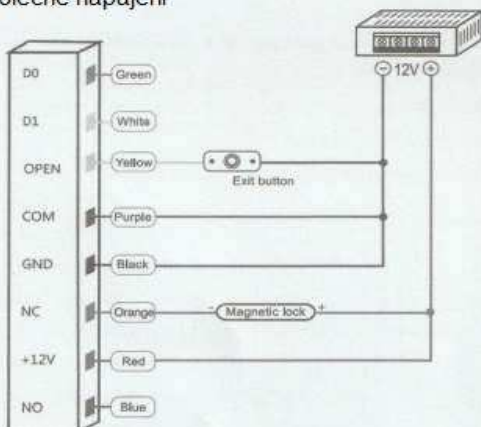 olečné napájení
D0 Green
D1 White
OPEN Yellow
Exit button
COM Purple
GND Black
NC Orange - Magnetic lock +
+12V Red
NO Blue
- 12V +